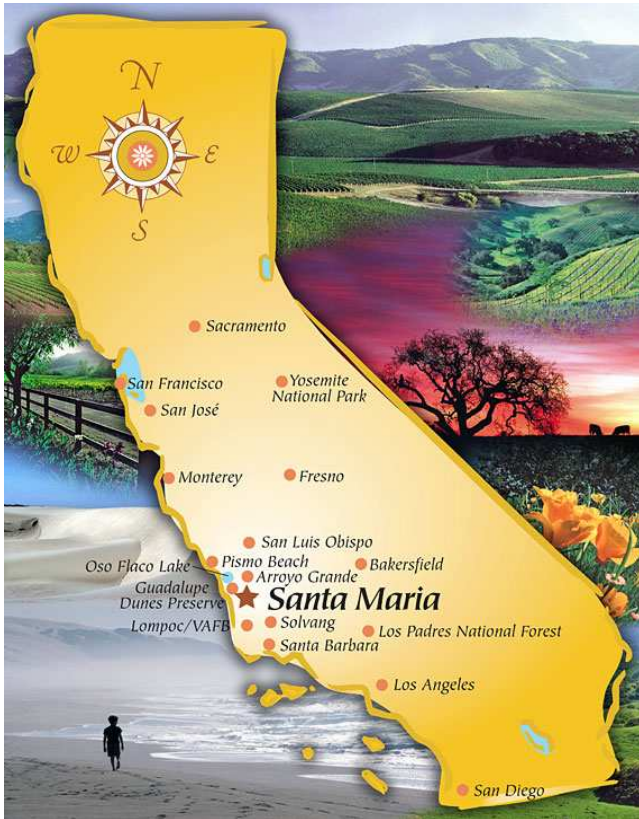 N
W
E
S
Sacramento
San Francisco
Yosemite
National Park
San José
Monterey
Fresno
San Luis Obispo
Pismo Beach
Bakersfield
Oso Flaco Lake
Arroyo Grande
Guadalupe
Dunes Preserve
Santa Maria
Lompoc/VAFB
Solvang
Los Padres National Forest
Santa Barbara
Los Angeles
San Diego